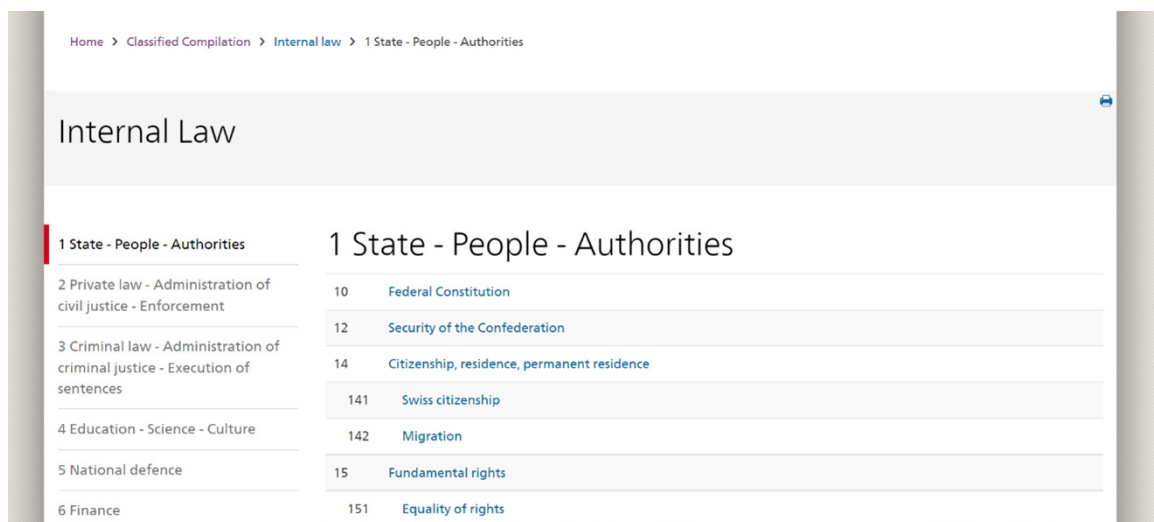 Home > Classified Compilation > Internal law > 1 State - People - Authorities
Internal Law
1 State - People - Authorities
2 Private law - Administration of
civil justice - Enforcement
3 Criminal law - Administration of
criminal justice - Execution of
sentences
4 Education - Science - Culture
5 National defence
6 Finance
1 State - People - Authorities
10 Federal Constitution
12 Security of the Confederation
14 Citizenship, residence, permanent residence
141 Swiss citizenship
142 Migration
15 Fundamental rights
151 Equality of rights